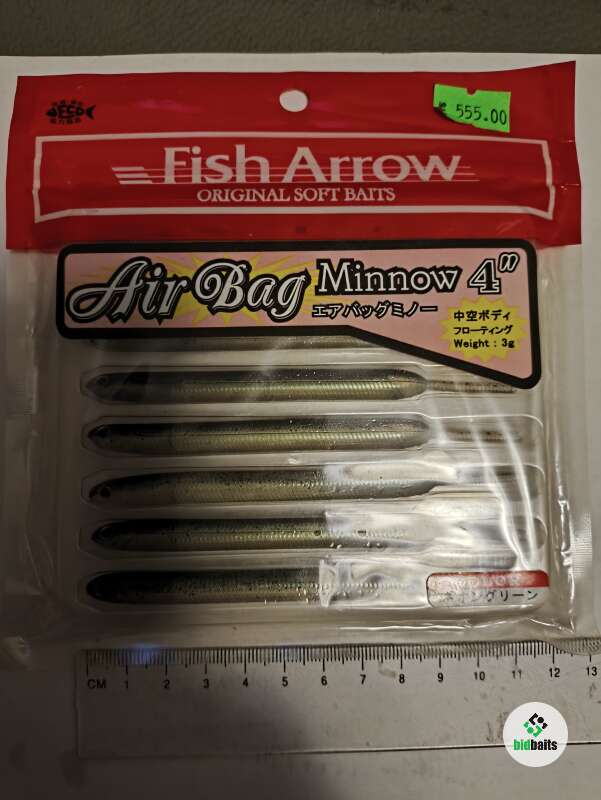 555.00
Fish Arrow
ORIGINAL SOFT BAITS
Air Bag Minnow 4"
エアバッグミノー
中空ボディ
フローティング
Weight : 3g
COLOR
グリーン
CM 1 2 3 4 5 6 7 8 9 10 11 12 13
bidbaits